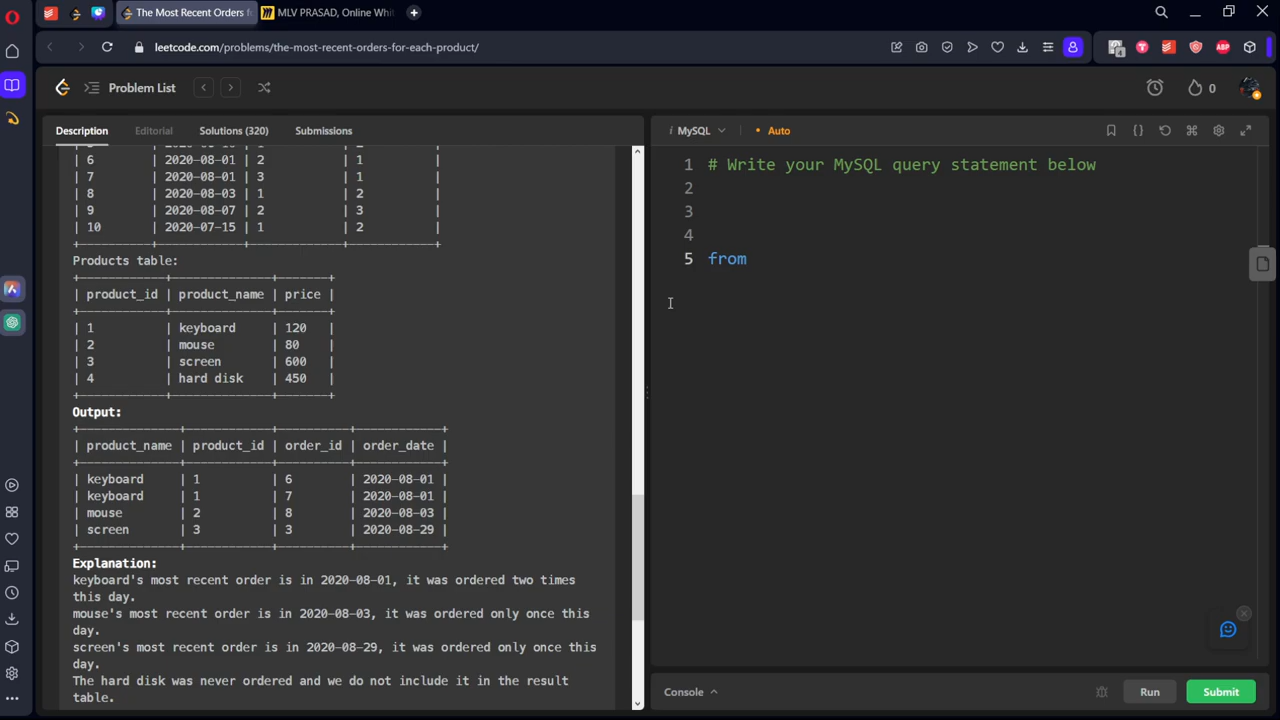 The Most Recent Orders f
MLV PRASAD, Online Whit
leetcode.com/problems/the-most-recent-orders-for-each-product/
Problem List
0
Description
Editorial
Solutions (320)
Submissions
| 6 | 2020-08-01 | 2 | 1 |
| 7 | 2020-08-01 | 3 | 1 |
| 8 | 2020-08-03 | 1 | 2 |
| 9 | 2020-08-07 | 2 | 3 |
| 10 | 2020-07-15 | 1 | 2 |
+-----------+------------+-------------+------------+
Products table:
+------------+--------------+-------+
| product_id | product_name | price |
+------------+--------------+-------+
| 1 | keyboard | 120 |
| 2 | mouse | 80 |
| 3 | screen | 600 |
| 4 | hard disk | 450 |
+------------+--------------+-------+
Output:
+--------------+------------+----------+------------+
| product_name | product_id | order_id | order_date |
+--------------+------------+----------+------------+
| keyboard | 1 | 6 | 2020-08-01 |
| keyboard | 1 | 7 | 2020-08-01 |
| mouse | 2 | 8 | 2020-08-03 |
| screen | 3 | 3 | 2020-08-29 |
+--------------+------------+----------+------------+
Explanation:
keyboard's most recent order is in 2020-08-01, it was ordered two times
this day.
mouse's most recent order is in 2020-08-03, it was ordered only once this
day.
screen's most recent order is in 2020-08-29, it was ordered only once this
day.
The hard disk was never ordered and we do not include it in the result
table.
i MySQL
• Auto
1 # Write your MySQL query statement below
2
3
4
5 from
Console
Run
Submit